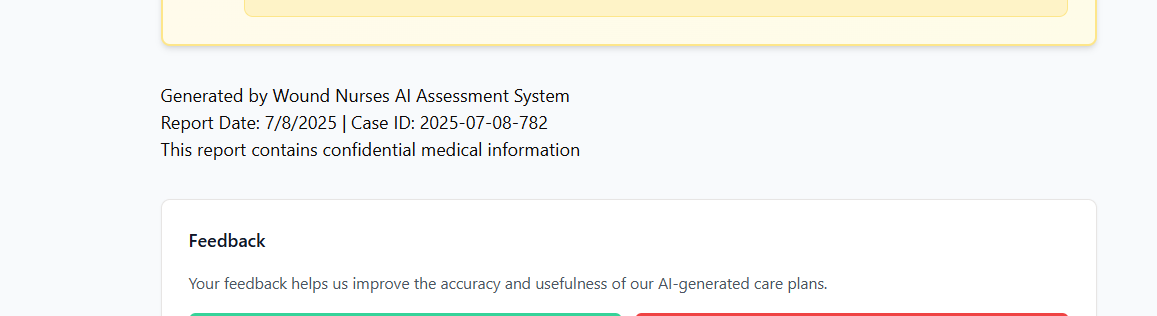 Generated by Wound Nurses AI Assessment System
Report Date: 7/8/2025 | Case ID: 2025-07-08-782
This report contains confidential medical information
Feedback
Your feedback helps us improve the accuracy and usefulness of our AI-generated care plans.